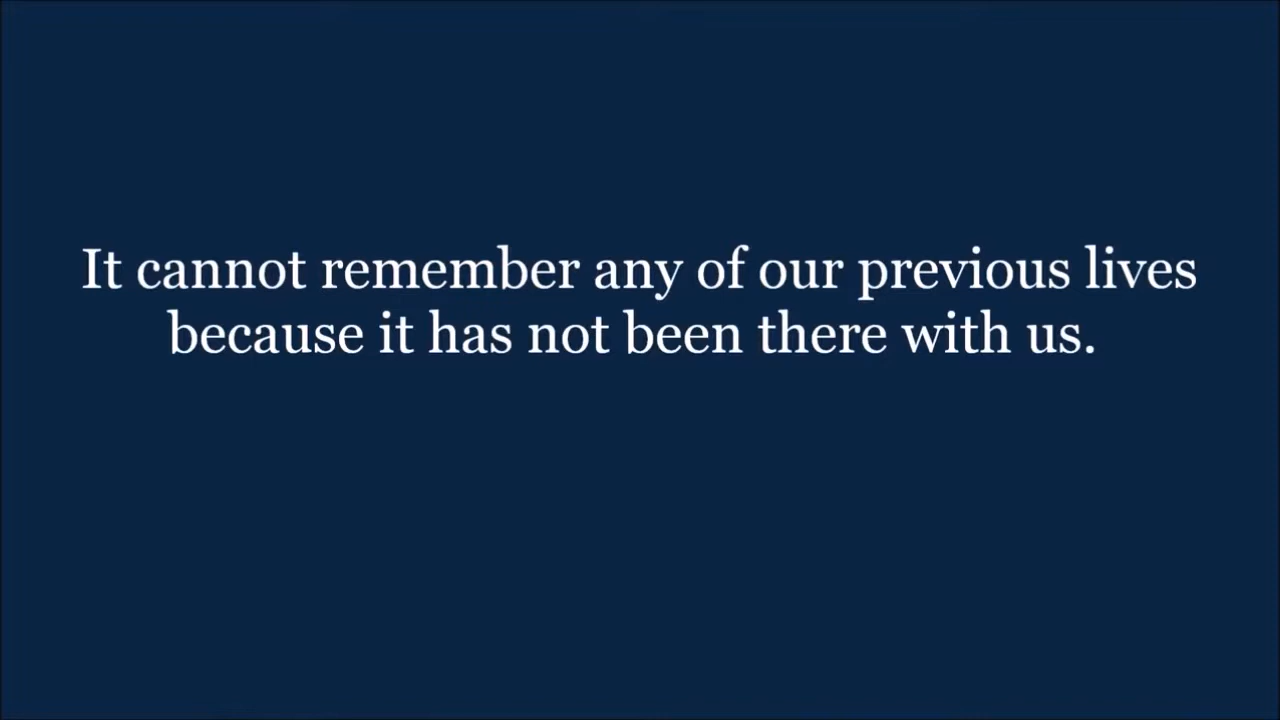 It cannot remember any of our previous lives
because it has not been there with us.